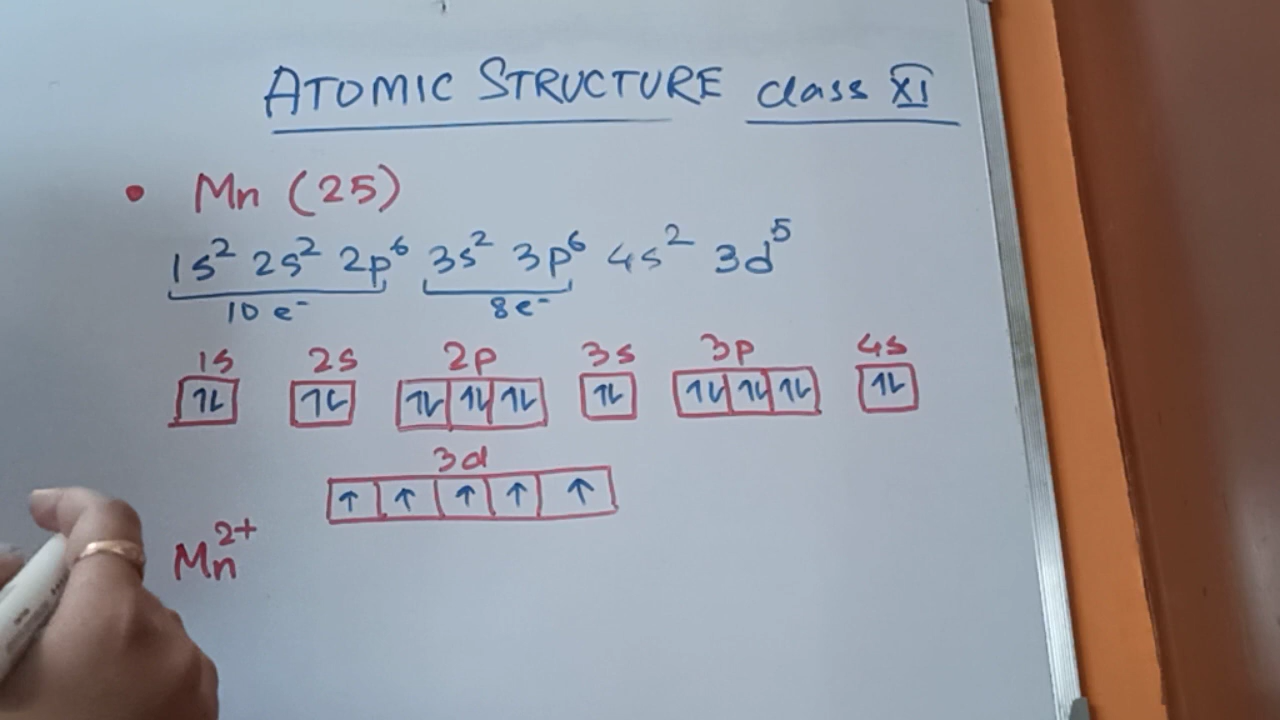 ATOMIC STRUCTURE class XI
• Mn (25)
1s² 2s² 2p⁶ 3s² 3p⁶ 4s² 3d⁵
10 e⁻ 8e⁻
1s 2s 2p 3s 3p 4s
↑↓ ↑↓ ↑↓ ↑↓ ↑↓ ↑↓ ↑↓ ↑↓ ↑↓ ↑↓
3d
↑ ↑ ↑ ↑ ↑
Mn²⁺